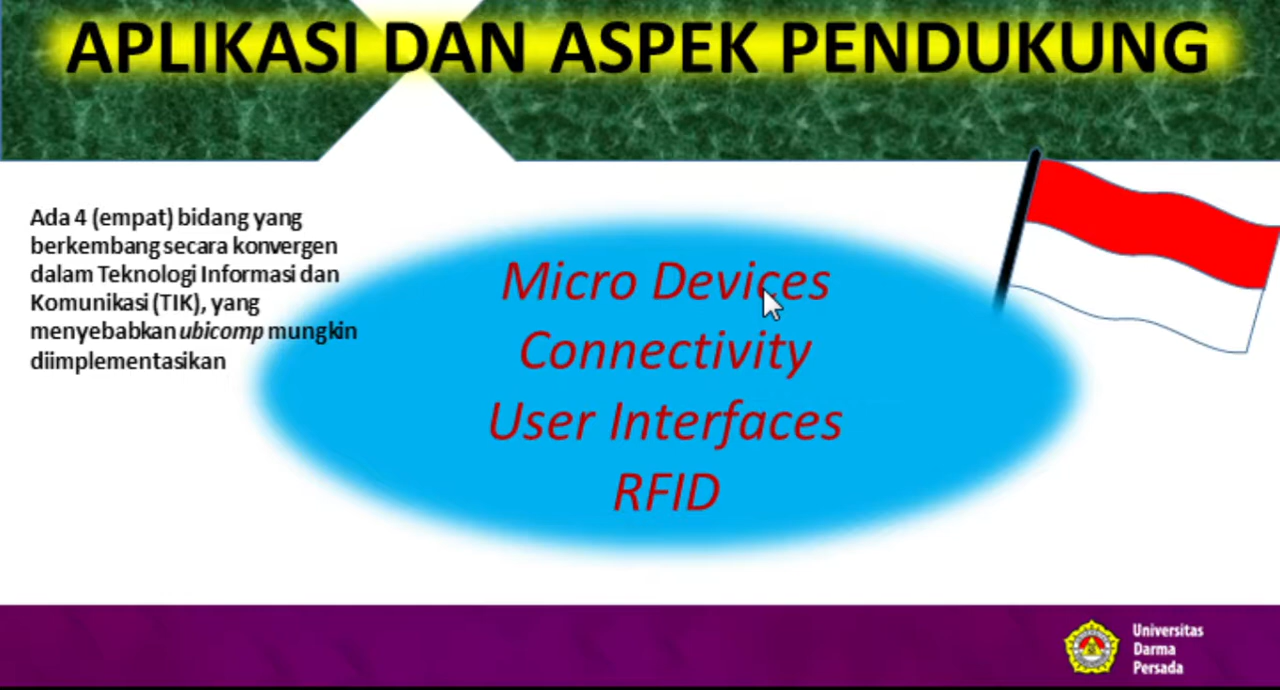 APLIKASI DAN ASPEK PENDUKUNG
Ada 4 (empat) bidang yang
berkembang secara konvergen
dalam Teknologi Informasi dan
Komunikasi (TIK), yang
menyebabkan ubicomp mungkin
diimplementasikan
Micro Devices
Connectivity
User Interfaces
RFID
Universitas
Darma
Persada